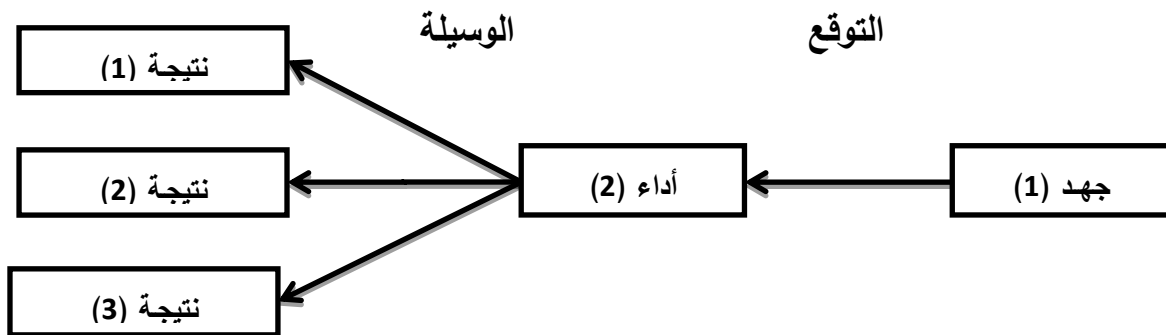 التوقع
الوسيلة
نتيجة (1)
جهد (1)
أداء (2)
نتيجة (2)
نتيجة (3)